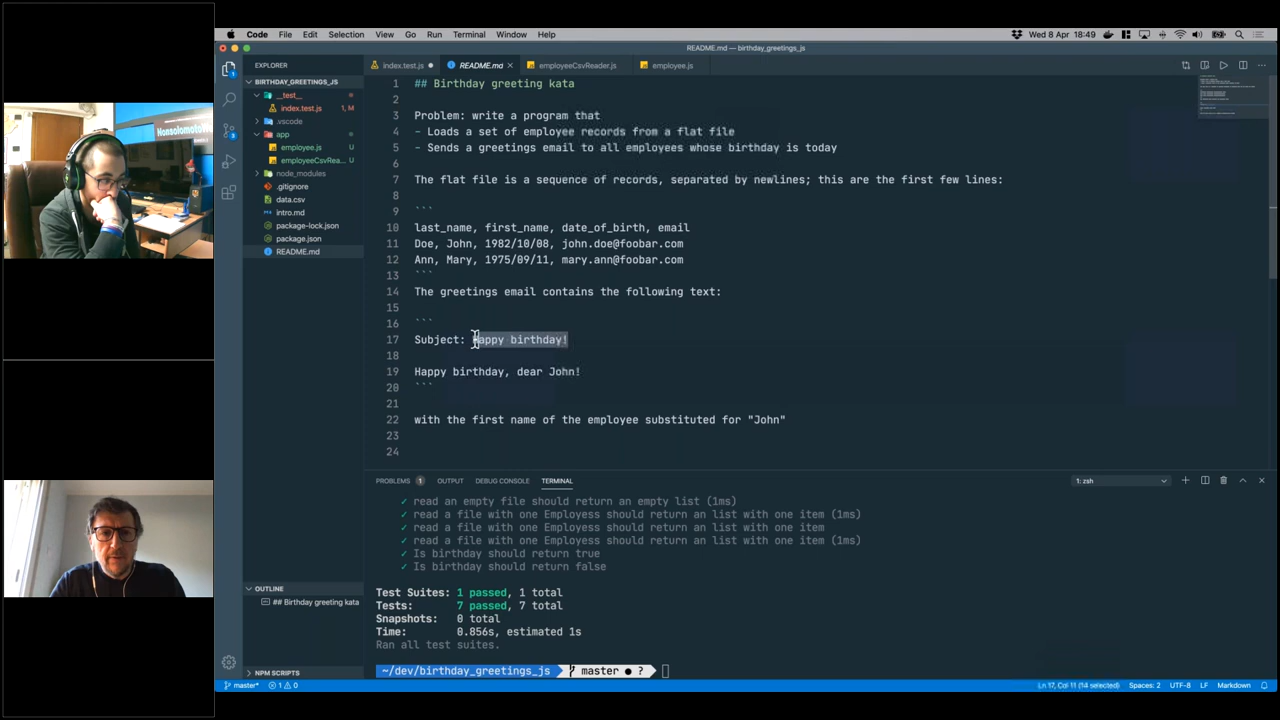 Code File Edit Selection View Go Run Terminal Window Help
Wed 8 Apr 18:49
README.md — birthday_greetings_js
EXPLORER
BIRTHDAY_GREETINGS_JS
__test__
index.test.js 1, M
.vscode
app
employee.js
employeeCsvRea...
node_modules
.gitignore
data.csv
intro.md
package-lock.json
package.json
README.md
OUTLINE
## Birthday greeting kata
NPM SCRIPTS
index.test.js
README.md
employeeCsvReader.js
employee.js
1 ## Birthday greeting kata
2
3 Problem: write a program that
4 - Loads a set of employee records from a flat file
5 - Sends a greetings email to all employees whose birthday is today
6
7 The flat file is a sequence of records, separated by newlines; this are the first few lines:
8
9 ```
10 last_name, first_name, date_of_birth, email
11 Doe, John, 1982/10/08, john.doe@foobar.com
12 Ann, Mary, 1975/09/11, mary.ann@foobar.com
13 ```
14 The greetings email contains the following text:
15
16 ```
17 Subject: Happy birthday!
18
19 Happy birthday, dear John!
20 ```
21
22 with the first name of the employee substituted for "John"
23
24
PROBLEMS 1 OUTPUT DEBUG CONSOLE TERMINAL
1: zsh
✓ read an empty file should return an empty list (1ms)
✓ read a file with one Employess should return an list with one item (1ms)
✓ read a file with one Employess should return an list with one item
✓ read a file with one Employess should return an list with one item (1ms)
✓ Is birthday should return true
✓ Is birthday should return false
Test Suites: 1 passed, 1 total
Tests: 7 passed, 7 total
Snapshots: 0 total
Time: 0.856s, estimated 1s
Ran all test suites.
~/dev/birthday_greetings_js master ● ?
master* 1 0
Ln 17, Col 11 (14 selected) Spaces: 2 UTF-8 LF Markdown